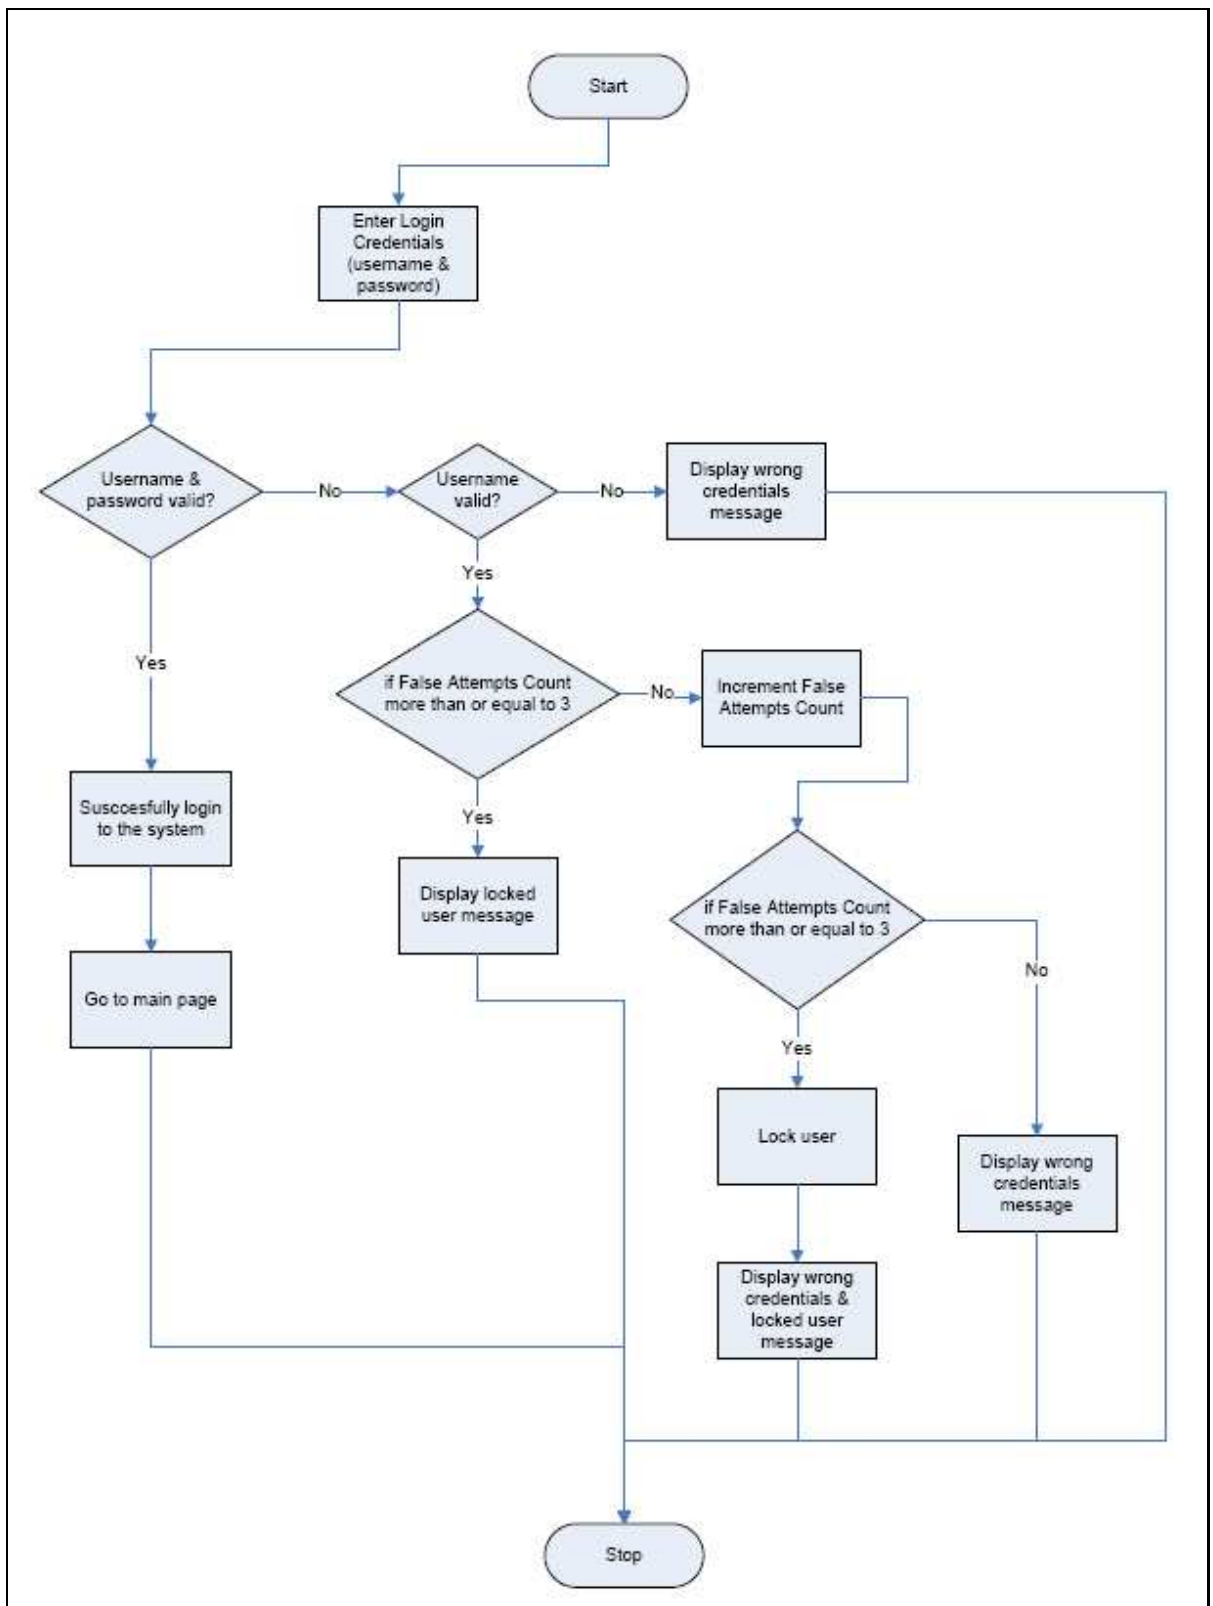 Start
Enter Login
Credentials
(username &
password)
Username &
password valid?
No
Username
valid?
No
Display wrong
credentials
message
Yes
if False Attempts Count
more than or equal to 3
No
Increment False
Attempts Count
Yes
Suscoesfully login
to the system
Yes
Display locked
user message
if False Attempts Count
more than or equal to 3
No
Go to main page
Yes
Lock user
Display wrong
credentials
message
Display wrong
credentials &
locked user
message
Stop